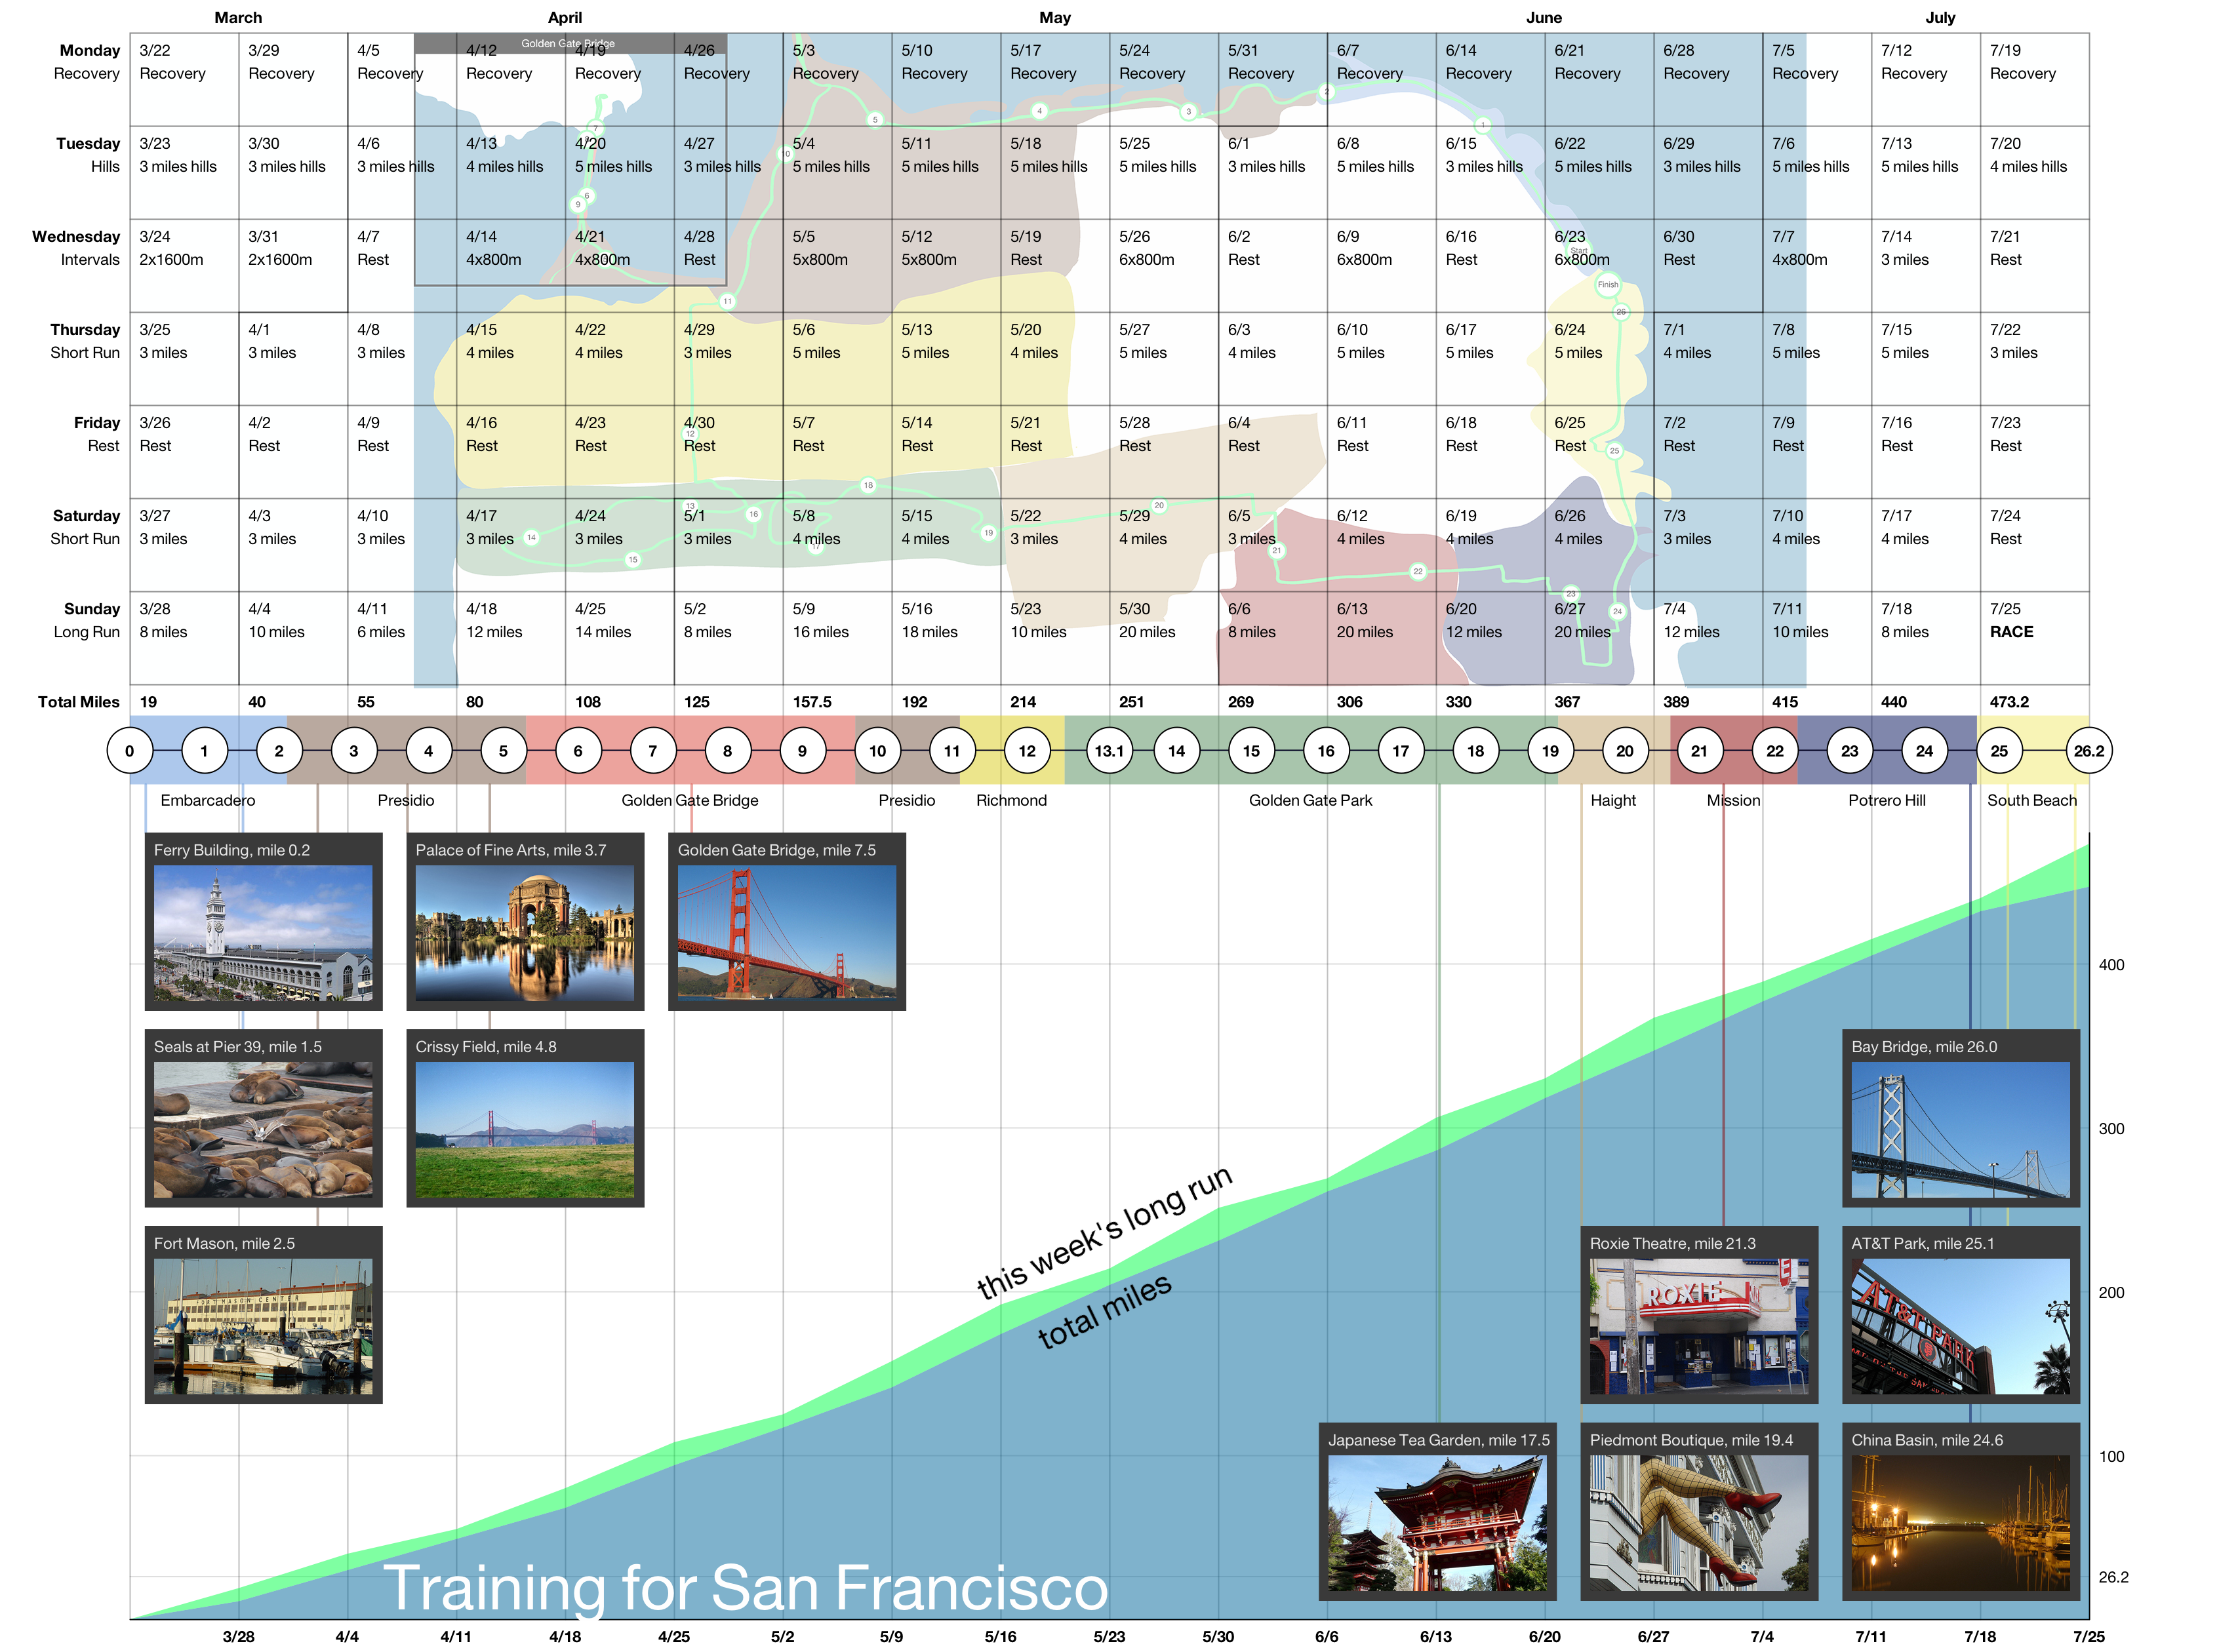 March April May June July
Golden Gate Bridge
Monday 3/22 3/29 4/5 4/12 4/19 4/26 5/3 5/10 5/17 5/24 5/31 6/7 6/14 6/21 6/28 7/5 7/12 7/19
Recovery Recovery Recovery Recovery Recovery Recovery Recovery Recovery Recovery Recovery Recovery Recovery Recovery Recovery Recovery Recovery Recovery Recovery Recovery
2
4 3
5
7 1
Tuesday 3/23 3/30 4/6 4/13 4/20 4/27 5/4 5/11 5/18 5/25 6/1 6/8 6/15 6/22 6/29 7/6 7/13 7/20
10
Hills 3 miles hills 3 miles hills 3 miles hills 4 miles hills 5 miles hills 3 miles hills 5 miles hills 5 miles hills 5 miles hills 5 miles hills 3 miles hills 5 miles hills 3 miles hills 5 miles hills 3 miles hills 5 miles hills 5 miles hills 4 miles hills
6
9
Wednesday 3/24 3/31 4/7 4/14 4/21 4/28 5/5 5/12 5/19 5/26 6/2 6/9 6/16 6/23 6/30 7/7 7/14 7/21
Start
Intervals 2x1600m 2x1600m Rest 4x800m 4x800m Rest 5x800m 5x800m Rest 6x800m Rest 6x800m Rest 6x800m Rest 4x800m 3 miles Rest
Finish
11
26
Thursday 3/25 4/1 4/8 4/15 4/22 4/29 5/6 5/13 5/20 5/27 6/3 6/10 6/17 6/24 7/1 7/8 7/15 7/22
Short Run 3 miles 3 miles 3 miles 4 miles 4 miles 3 miles 5 miles 5 miles 4 miles 5 miles 4 miles 5 miles 5 miles 5 miles 4 miles 5 miles 5 miles 3 miles
Friday 3/26 4/2 4/9 4/16 4/23 4/30 5/7 5/14 5/21 5/28 6/4 6/11 6/18 6/25 7/2 7/9 7/16 7/23
12
Rest Rest Rest Rest Rest Rest Rest Rest Rest Rest Rest Rest Rest Rest Rest Rest Rest Rest Rest
25
18
13 20
Saturday 3/27 4/3 4/10 4/17 4/24 5/1 5/8 5/15 5/22 5/29 6/5 6/12 6/19 6/26 7/3 7/10 7/17 7/24
16
14 19
Short Run 3 miles 3 miles 3 miles 3 miles 3 miles 3 miles 4 miles 4 miles 3 miles 4 miles 3 miles 4 miles 4 miles 4 miles 3 miles 4 miles 4 miles Rest
17 21
15 22
23
Sunday 3/28 4/4 4/11 4/18 4/25 5/2 5/9 5/16 5/23 5/30 6/6 6/13 6/20 6/27 7/4 7/11 7/18 7/25
24
Long Run 8 miles 10 miles 6 miles 12 miles 14 miles 8 miles 16 miles 18 miles 10 miles 20 miles 8 miles 20 miles 12 miles 20 miles 12 miles 10 miles 8 miles RACE
Total Miles 19 40 55 80 108 125 157.5 192 214 251 269 306 330 367 389 415 440 473.2
0 1 2 3 4 5 6 7 8 9 10 11 12 13.1 14 15 16 17 18 19 20 21 22 23 24 25 26.2
Embarcadero Presidio Golden Gate Bridge Presidio Richmond Golden Gate Park Haight Mission Potrero Hill South Beach
Ferry Building, mile 0.2
Palace of Fine Arts, mile 3.7
Golden Gate Bridge, mile 7.5
400
Seals at Pier 39, mile 1.5
Crissy Field, mile 4.8
Bay Bridge, mile 26.0
300
this week's long run
total miles
Fort Mason, mile 2.5
FORT MASON CENTER
Roxie Theatre, mile 21.3
ROXIE
AT&T Park, mile 25.1
AT&T PARK
200
Japanese Tea Garden, mile 17.5
Piedmont Boutique, mile 19.4
China Basin, mile 24.6
100
26.2
Training for San Francisco
3/28 4/4 4/11 4/18 4/25 5/2 5/9 5/16 5/23 5/30 6/6 6/13 6/20 6/27 7/4 7/11 7/18 7/25